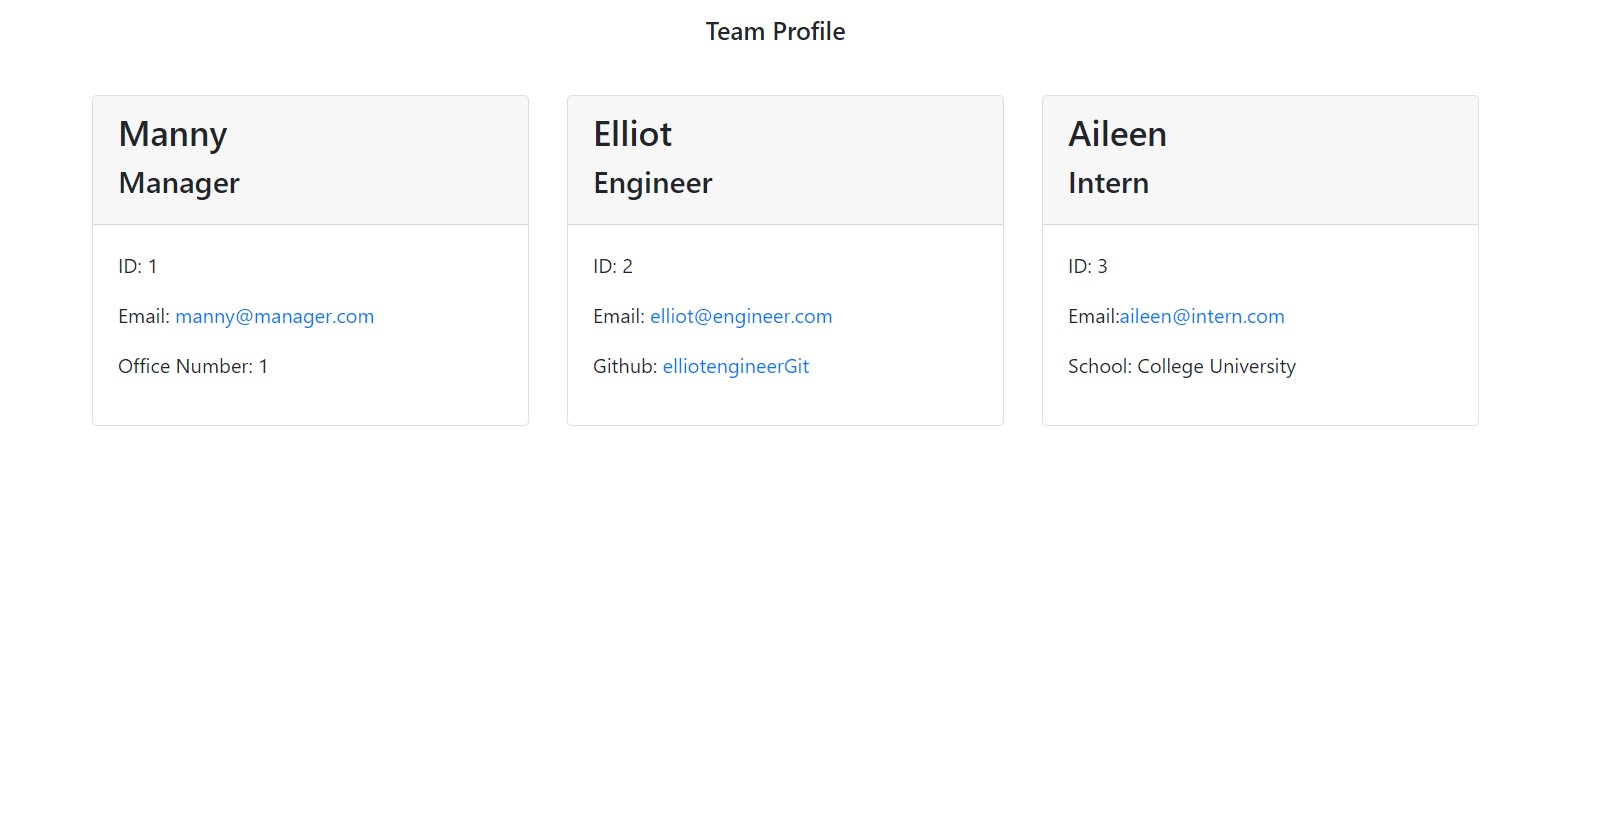 Team Profile
Manny
Manager
ID: 1
Email: manny@manager.com
Office Number: 1
Elliot
Engineer
ID: 2
Email: elliot@engineer.com
Github: elliotengineerGit
Aileen
Intern
ID: 3
Email:aileen@intern.com
School: College University